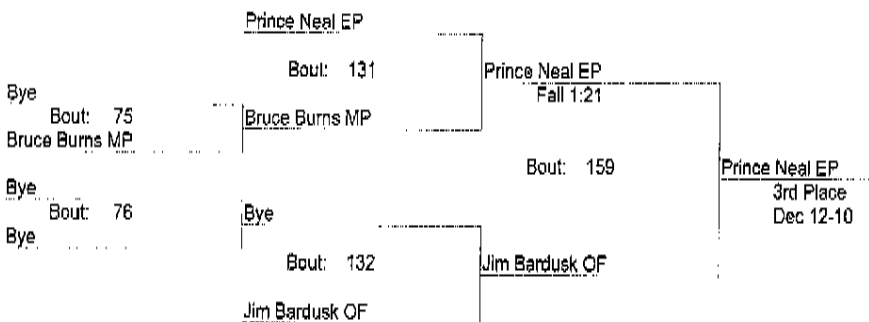 Prince Neal EP
Bout: 131
Prince Neal EP
Fall 1:21
Bye
Bout: 75
Bruce Burns MP
Bruce Burns MP
Bout: 159
Prince Neal EP
3rd Place
Dec 12-10
Bye
Bout: 76
Bye
Bye
Bout: 132
Jim Bardusk OF
Jim Bardusk OF